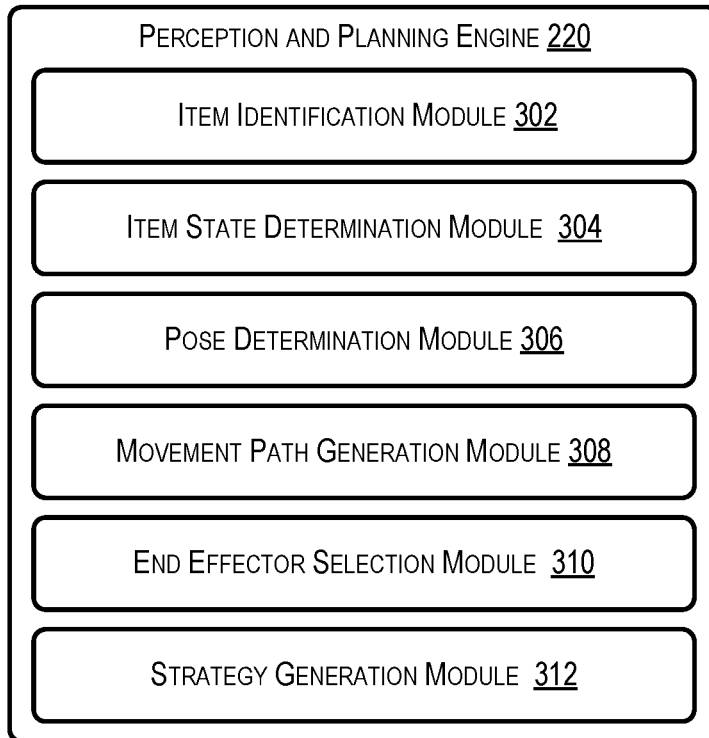 PERCEPTION AND PLANNING ENGINE 220
ITEM IDENTIFICATION MODULE 302
ITEM STATE DETERMINATION MODULE 304
POSE DETERMINATION MODULE 306
MOVEMENT PATH GENERATION MODULE 308
END EFFECTOR SELECTION MODULE 310
STRATEGY GENERATION MODULE 312